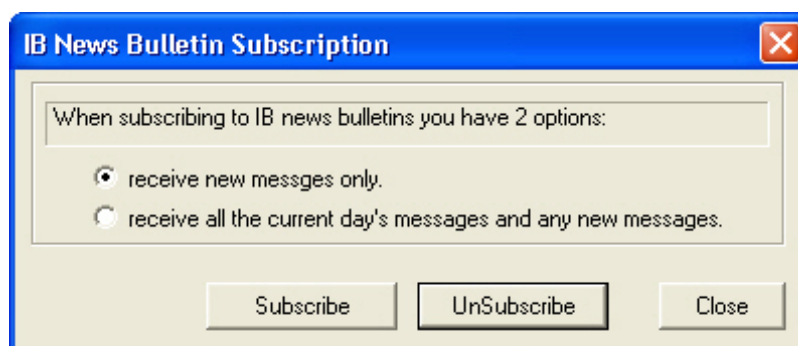 IB News Bulletin Subscription
When subscribing to IB news bulletins you have 2 options:
receive new messges only.
receive all the current day's messages and any new messages.
Subscribe UnSubscribe Close